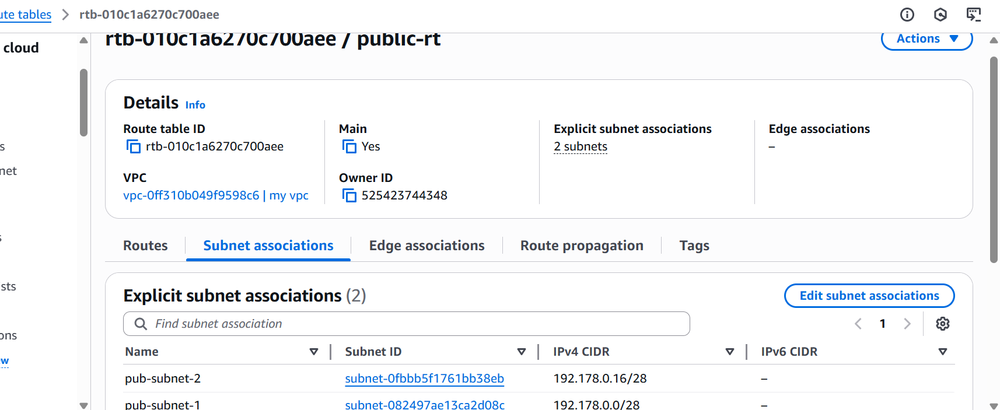 ute tables > rtb-010c1a6270c700aee
cloud
rtb-010c1a6270c700aee / public-rt
Actions
Details Info
Route table ID
rtb-010c1a6270c700aee
Main
Yes
Explicit subnet associations
2 subnets
Edge associations
–
VPC
vpc-0ff310b049f9598c6 | my vpc
Owner ID
525423744348
s
net
s
sts
ons
ew
Routes
Subnet associations
Edge associations
Route propagation
Tags
Explicit subnet associations (2)
Edit subnet associations
Find subnet association
1
Name Subnet ID IPv4 CIDR IPv6 CIDR
pub-subnet-2 subnet-0fbbb5f1761bb38eb 192.178.0.16/28 –
pub-subnet-1 subnet-082497ae13ca2d08c 192.178.0.0/28 –